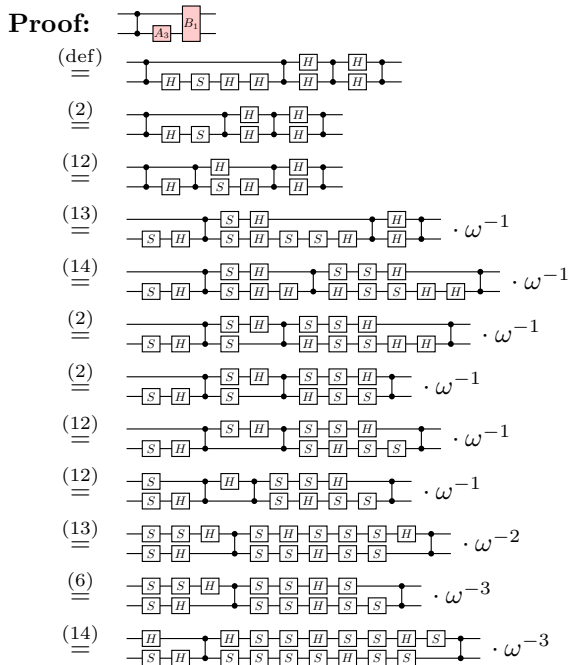 Proof: A₃ B₁
(def)
= H H
H S H H H H
(2)
= H H
H S H H
(12)
= H H
H S H H
(13)
= S H H
S H S H S S H H · ω⁻¹
(14)
= S H S S H
S H S H H H S S H H · ω⁻¹
(2)
= S H S S H
S H S H S S H H · ω⁻¹
(2)
= S H S S H
S H S H S S · ω⁻¹
(12)
= S H S S H
S H S H S S · ω⁻¹
(12)
= S H S S H
S H S H S S · ω⁻¹
(13)
= S S H S H S S S H
S H S S H S S · ω⁻²
(6)
= S S H S S H S
S H S S H S S · ω⁻³
(14)
= · ω⁻³